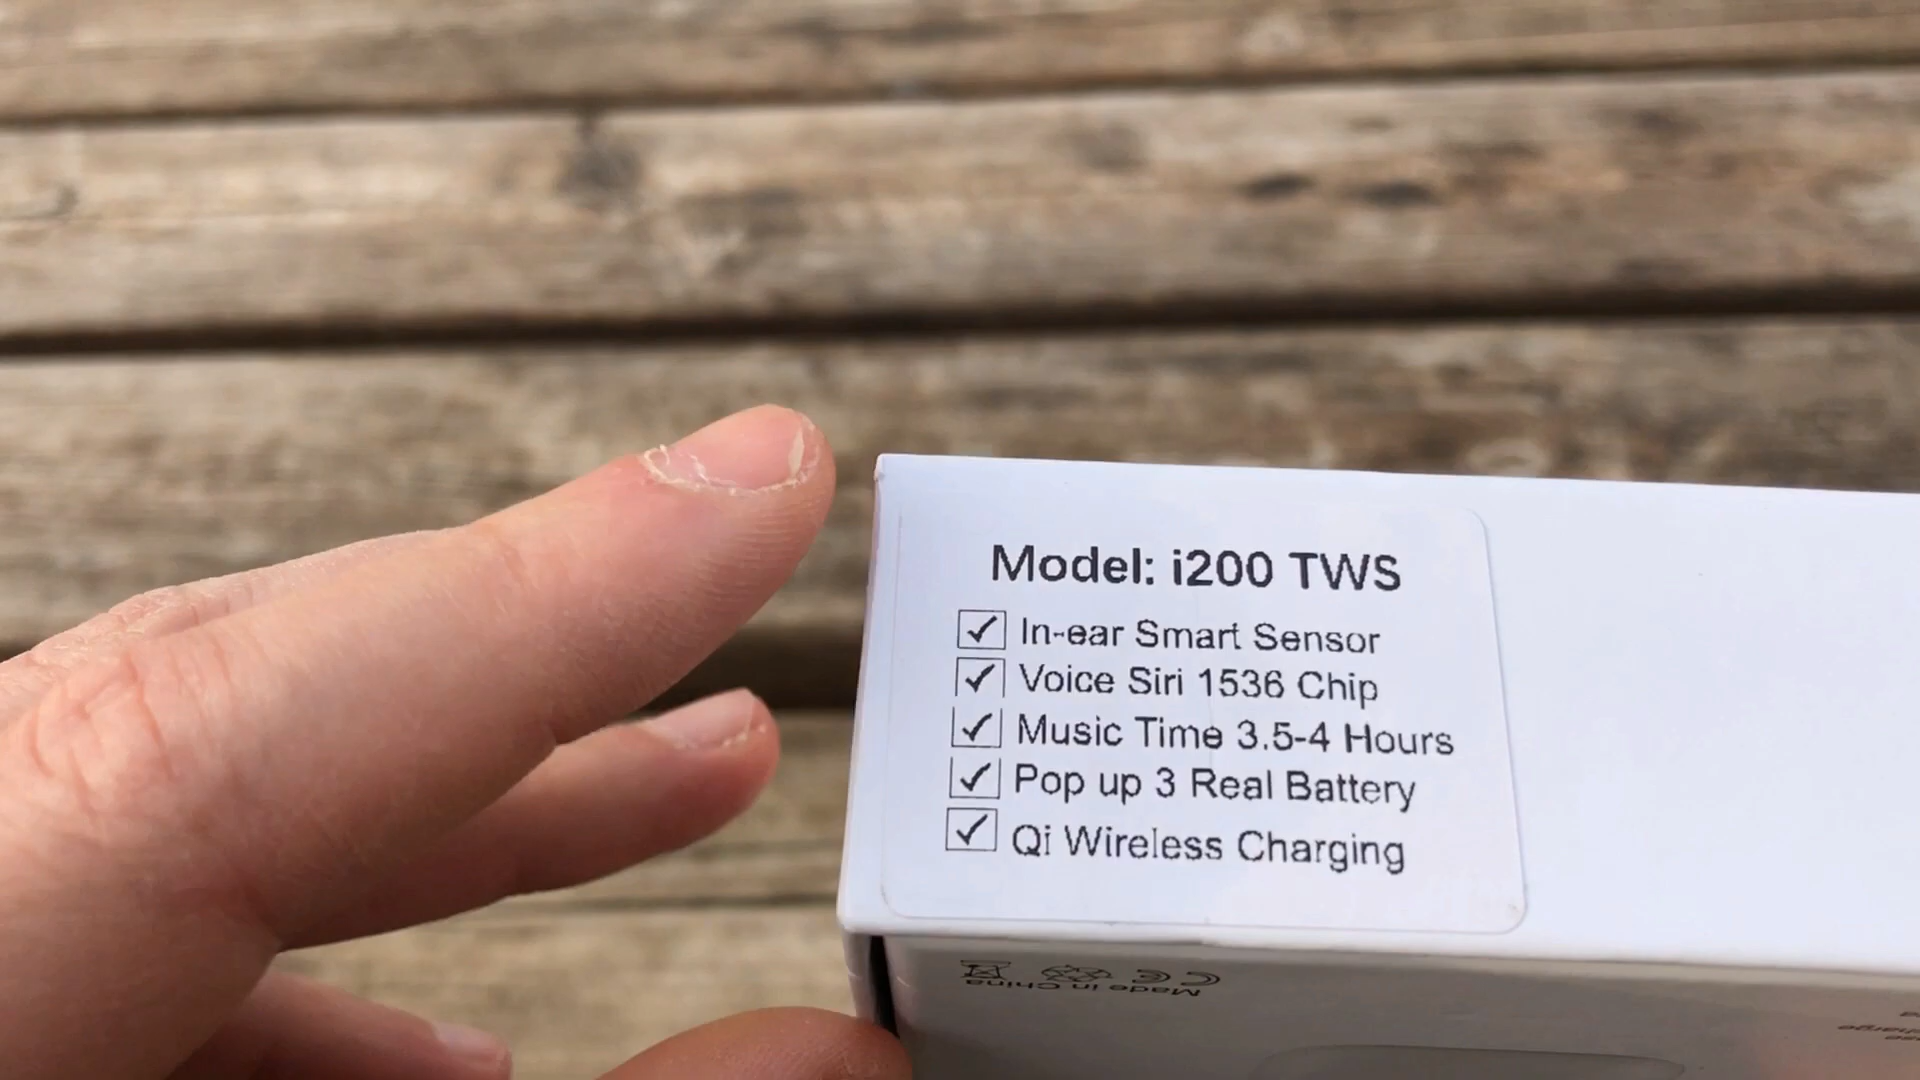 Model: i200 TWS
In-ear Smart Sensor
Voice Siri 1536 Chip
Music Time 3.5-4 Hours
Pop up 3 Real Battery
Qi Wireless Charging
Made in China